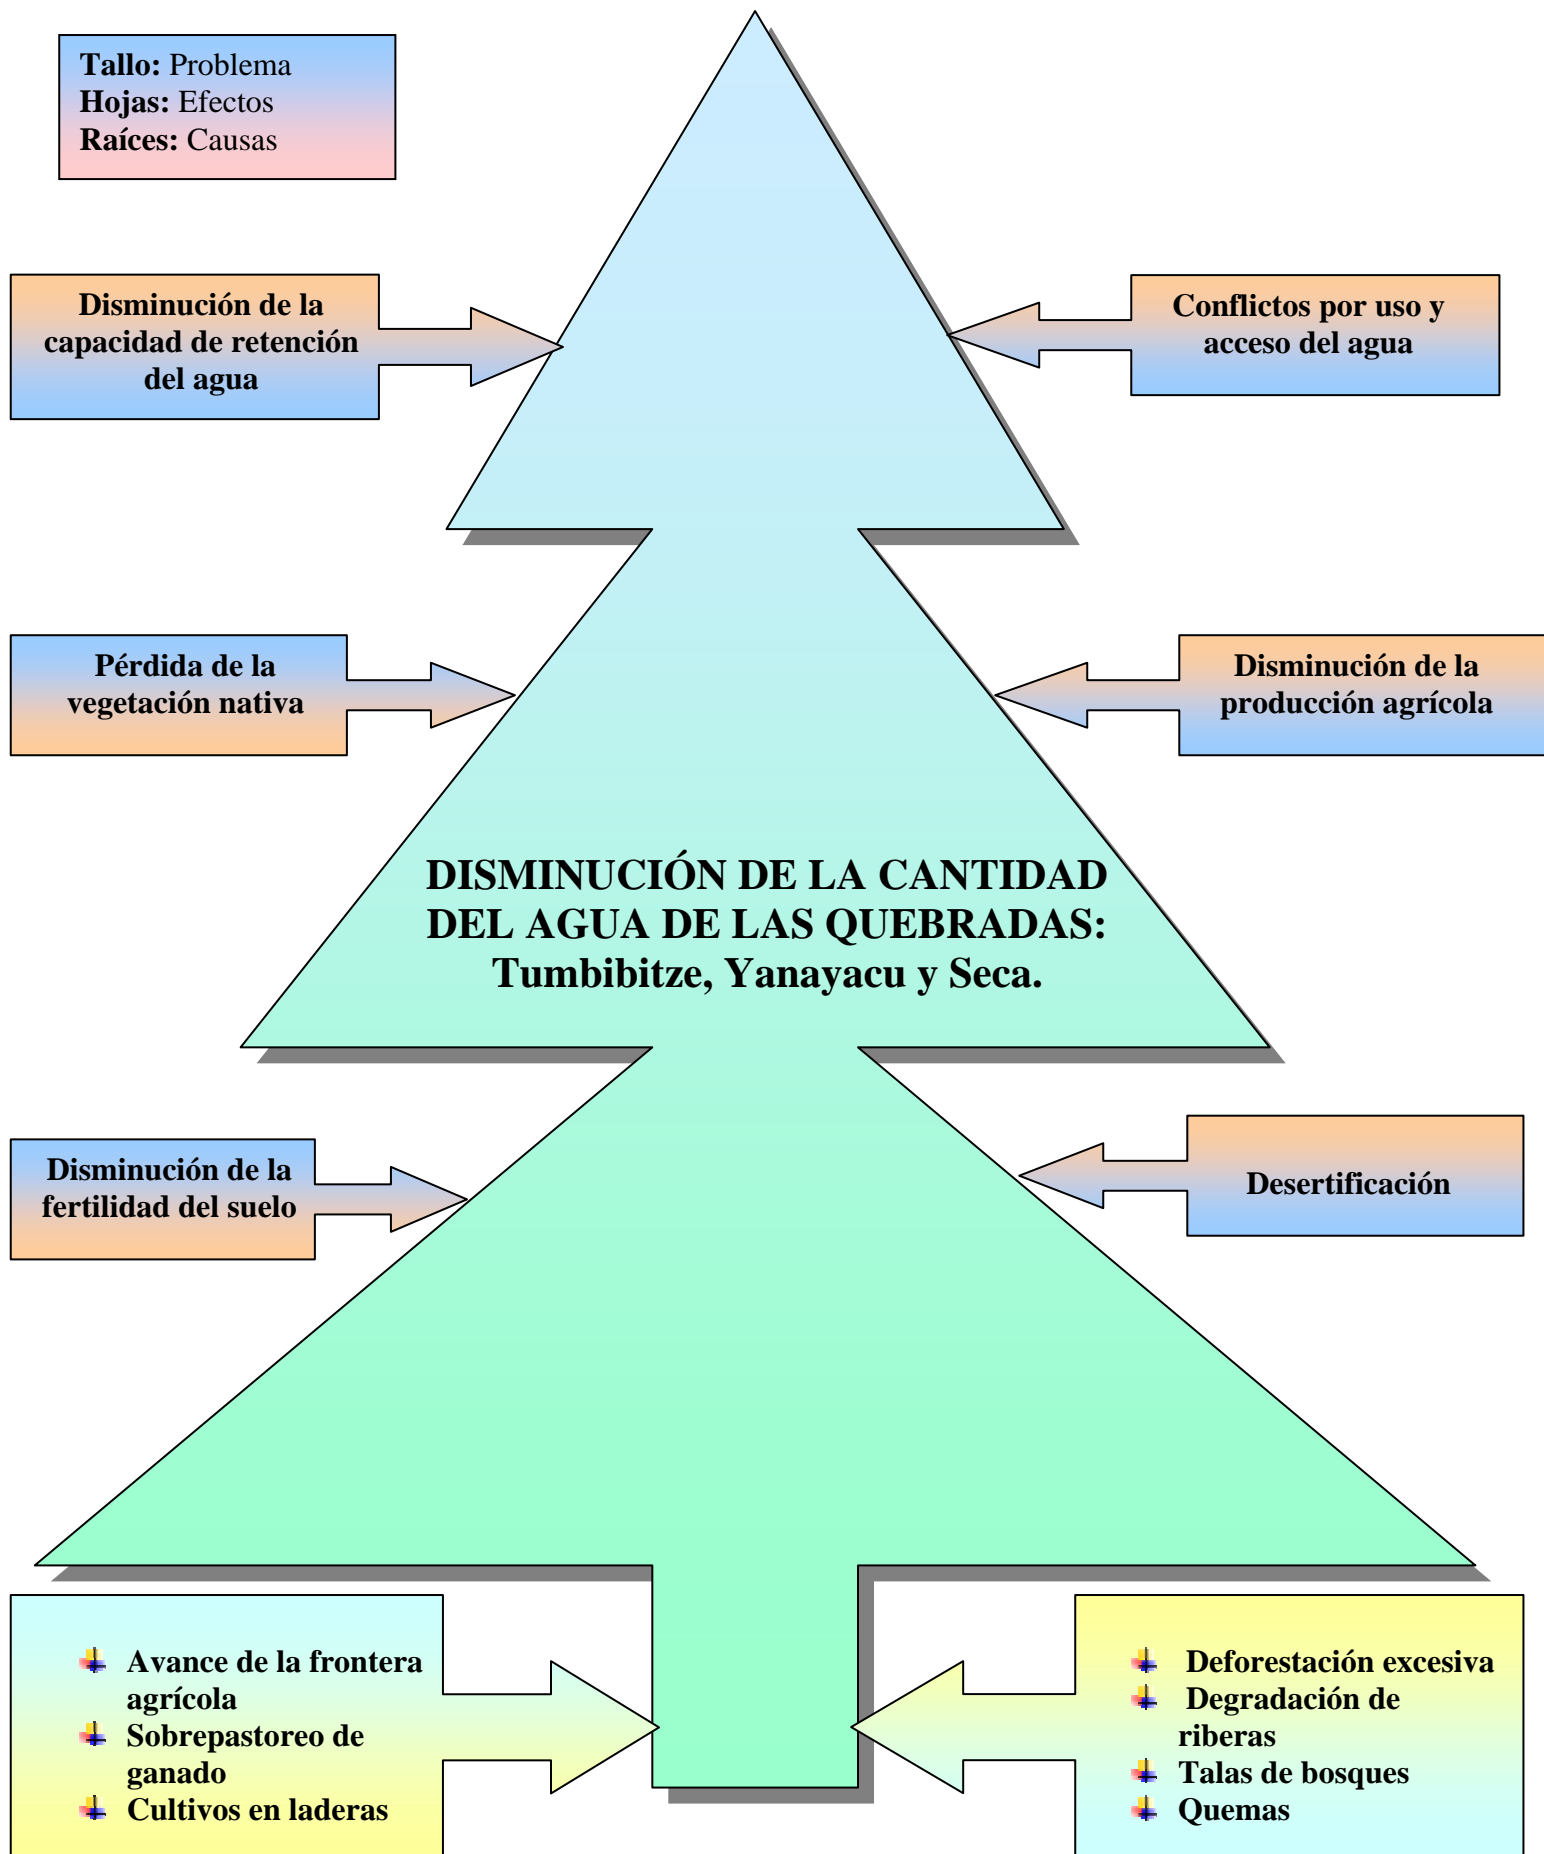 Tallo: Problema
Hojas: Efectos
Raíces: Causas
Disminución de la
capacidad de retención
del agua
Conflictos por uso y
acceso del agua
Pérdida de la
vegetación nativa
Disminución de la
producción agrícola
DISMINUCIÓN DE LA CANTIDAD
DEL AGUA DE LAS QUEBRADAS:
Tumbibitze, Yanayacu y Seca.
Disminución de la
fertilidad del suelo
Desertificación
Avance de la frontera
agrícola
Sobrepastoreo de
ganado
Cultivos en laderas
Deforestación excesiva
Degradación de
riberas
Talas de bosques
Quemas